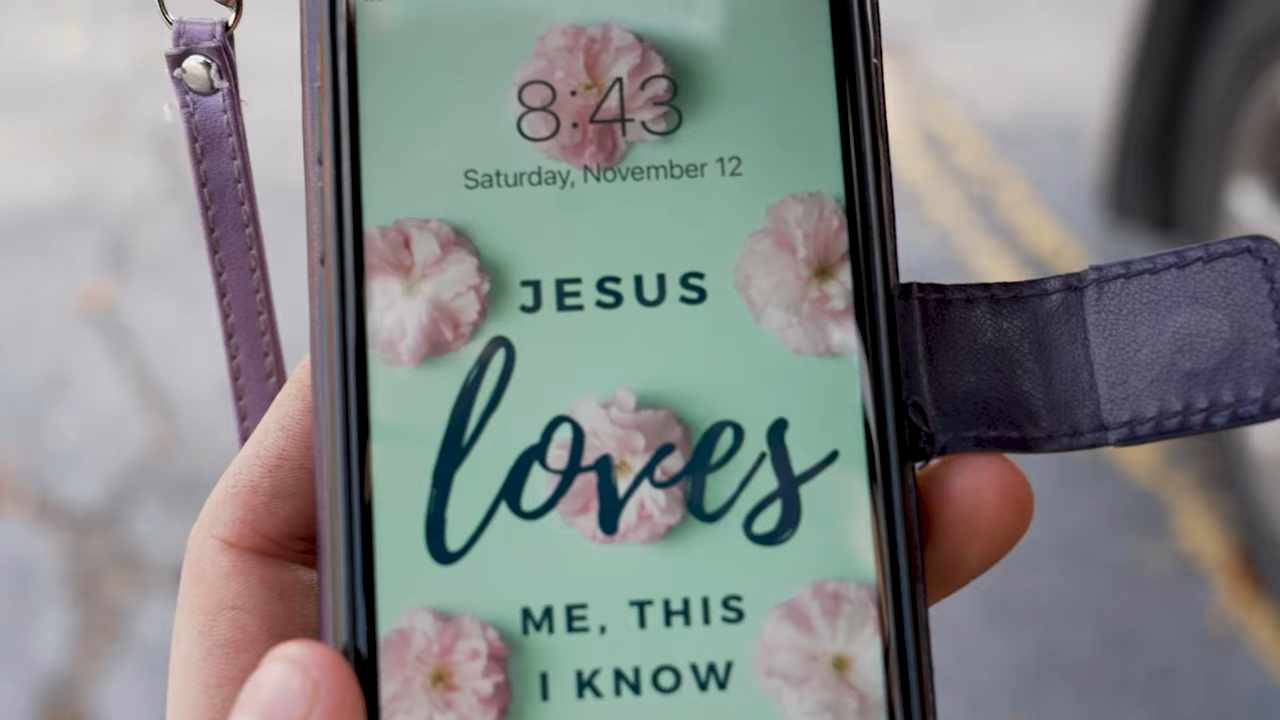 8:43
Saturday, November 12
JESUS
loves
ME, THIS
I KNOW